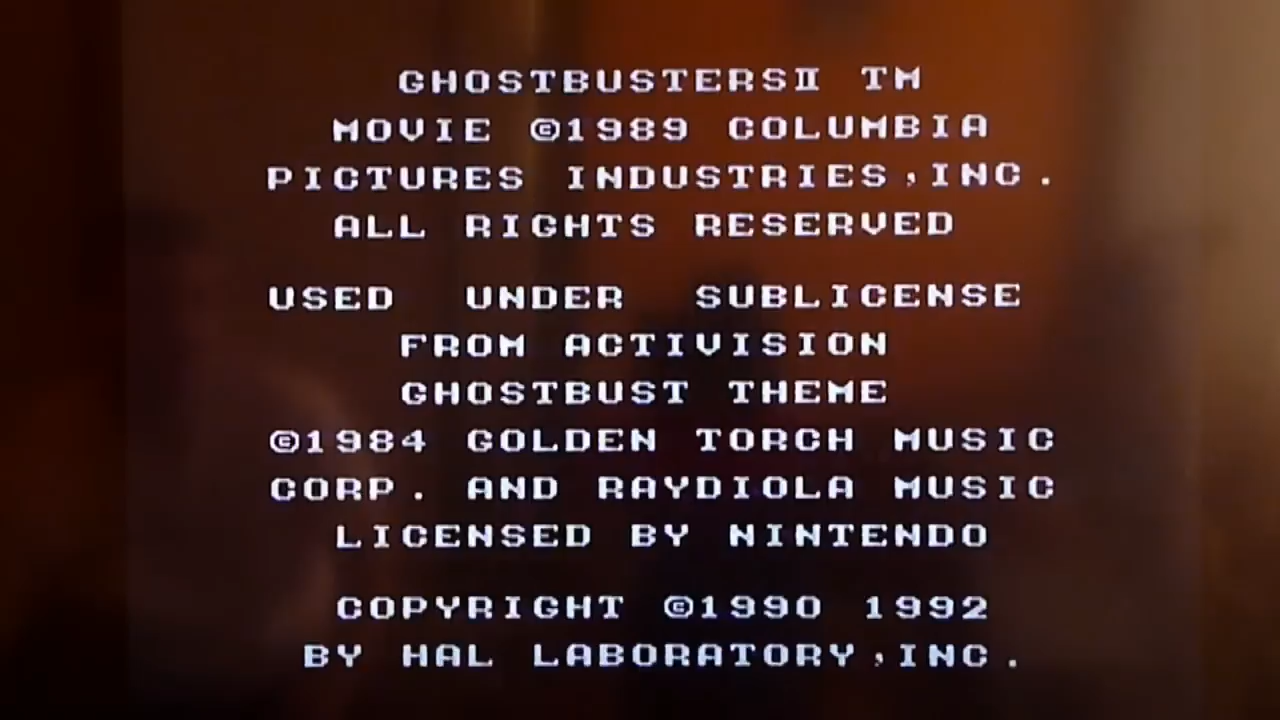 GHOSTBUSTERSⅡ TM
MOVIE ©1989 COLUMBIA
PICTURES INDUSTRIES,INC.
ALL RIGHTS RESERVED
USED UNDER SUBLICENSE
FROM ACTIVISION
GHOSTBUST THEME
©1984 GOLDEN TORCH MUSIC
CORP. AND RAYDIOLA MUSIC
LICENSED BY NINTENDO
COPYRIGHT ©1990 1992
BY HAL LABORATORY,INC.